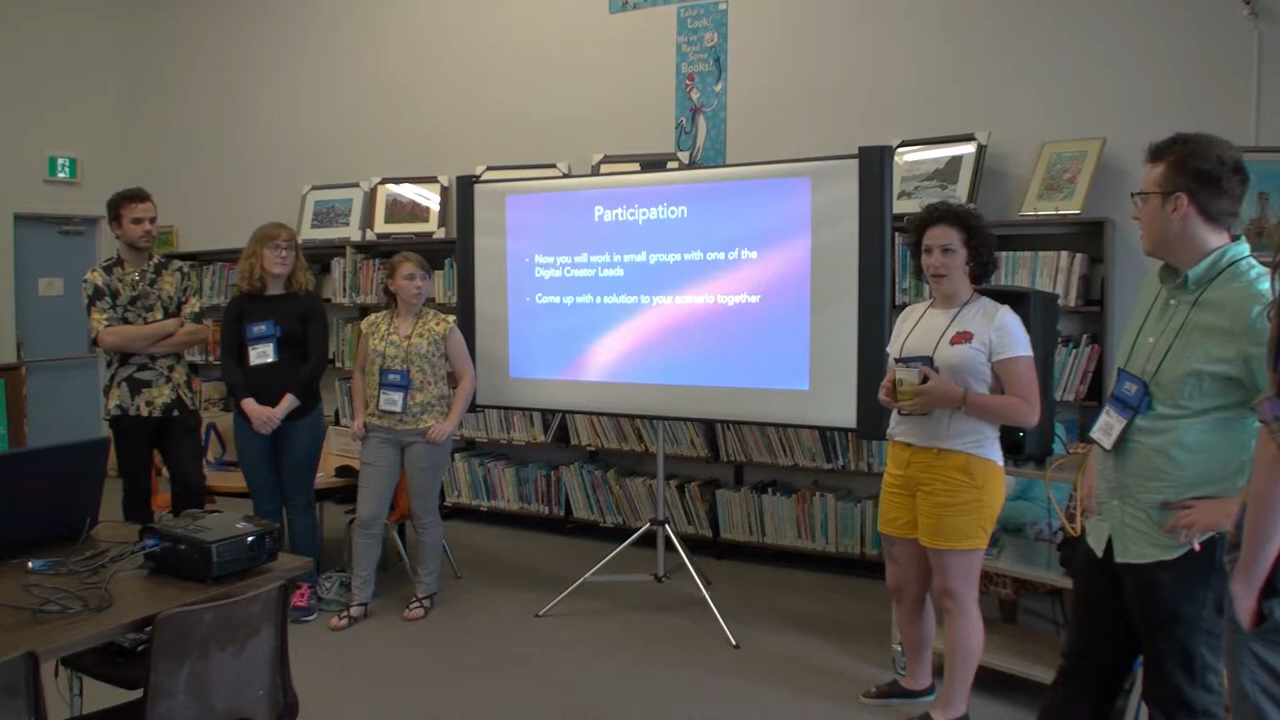 Take a
Look!
We've
Read
Some
Books!
Participation
- Now you will work in small groups with one of the
Digital Creator Leads
- Come up with a solution to your scenario together